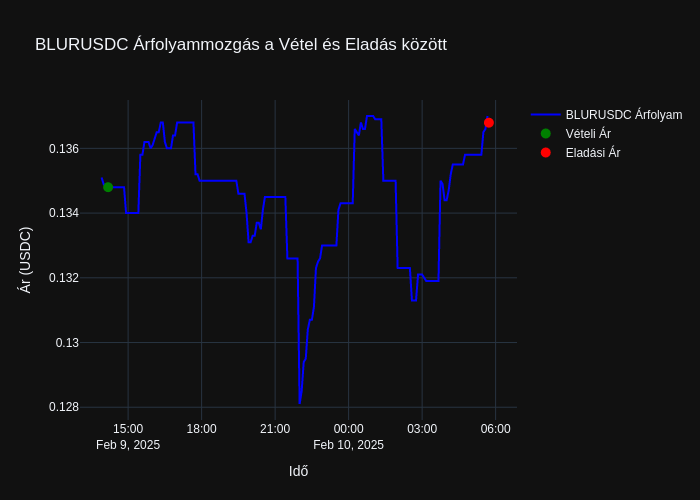 BLURUSDC Árfolyammozgás a Vétel és Eladás között
BLURUSDC Árfolyam
Vételi Ár
Eladási Ár
Ár (USDC)
0.136
0.134
0.132
0.13
0.128
15:00
Feb 9, 2025
18:00
21:00
00:00
Feb 10, 2025
03:00
06:00
Idő